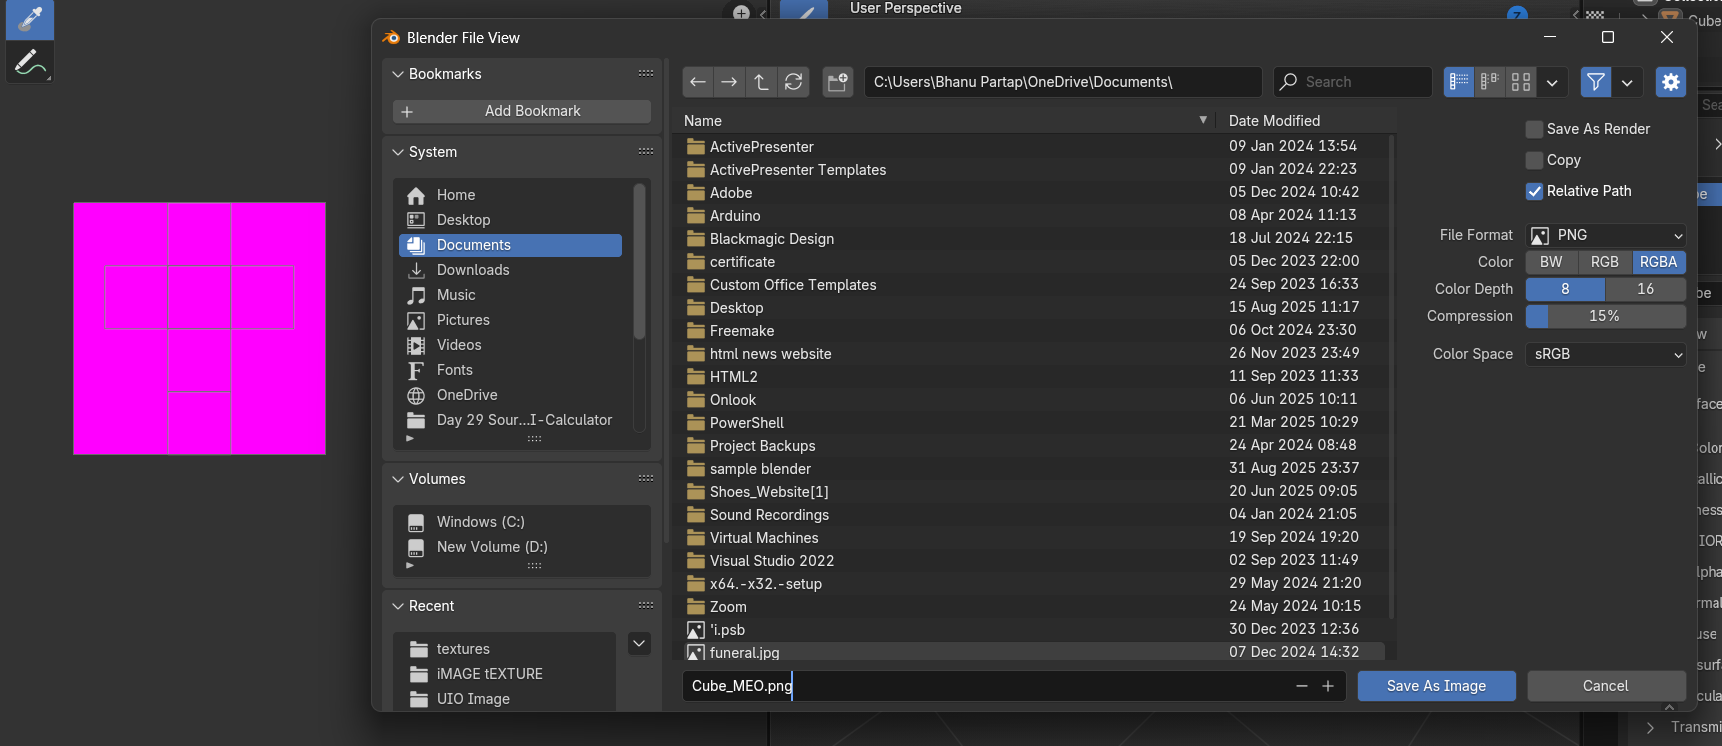 User Perspective
Z
Cube
Blender File View
Bookmarks
Add Bookmark
System
Home
Desktop
Documents
Downloads
Music
Pictures
Videos
Fonts
OneDrive
Day 29 Sour...I-Calculator
Volumes
Windows (C:)
New Volume (D:)
Recent
textures
iMAGE tEXTURE
UIO Image
C:\Users\Bhanu Partap\OneDrive\Documents\
Search
Name Date Modified
ActivePresenter 09 Jan 2024 13:54
ActivePresenter Templates 09 Jan 2024 22:23
Adobe 05 Dec 2024 10:42
Arduino 08 Apr 2024 11:13
Blackmagic Design 18 Jul 2024 22:15
certificate 05 Dec 2023 22:00
Custom Office Templates 24 Sep 2023 16:33
Desktop 15 Aug 2025 11:17
Freemake 06 Oct 2024 23:30
html news website 26 Nov 2023 23:49
HTML2 11 Sep 2023 11:33
Onlook 06 Jun 2025 10:11
PowerShell 21 Mar 2025 10:29
Project Backups 24 Apr 2024 08:48
sample blender 31 Aug 2025 23:37
Shoes_Website[1] 20 Jun 2025 09:05
Sound Recordings 04 Jan 2024 21:05
Virtual Machines 19 Sep 2024 19:20
Visual Studio 2022 02 Sep 2023 11:49
x64.-x32.-setup 29 May 2024 21:20
Zoom 24 May 2024 10:15
'i.psb 30 Dec 2023 12:36
funeral.jpg 07 Dec 2024 14:32
Cube_MEO.png
Save As Image
Cancel
Save As Render
Copy
Relative Path
File Format PNG
Color BW RGB RGBA
Color Depth 8 16
Compression 15%
Color Space sRGB
Transmi